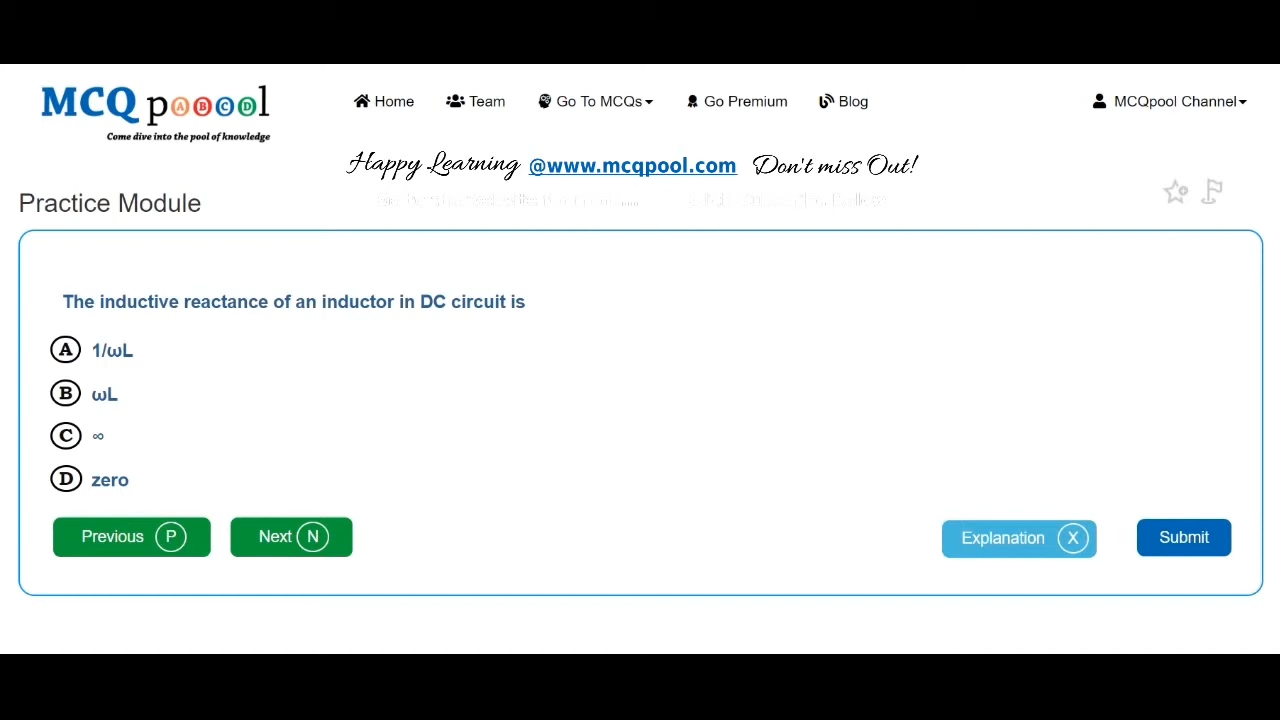 MCQ pooool
Come dive into the pool of knowledge
Home Team Go To MCQs Go Premium Blog MCQpool Channel
Happy Learning @www.mcqpool.com Don't miss Out!
Practice Module
The inductive reactance of an inductor in DC circuit is
A 1/ωL
B ωL
C ∞
D zero
Previous P Next N Explanation X Submit